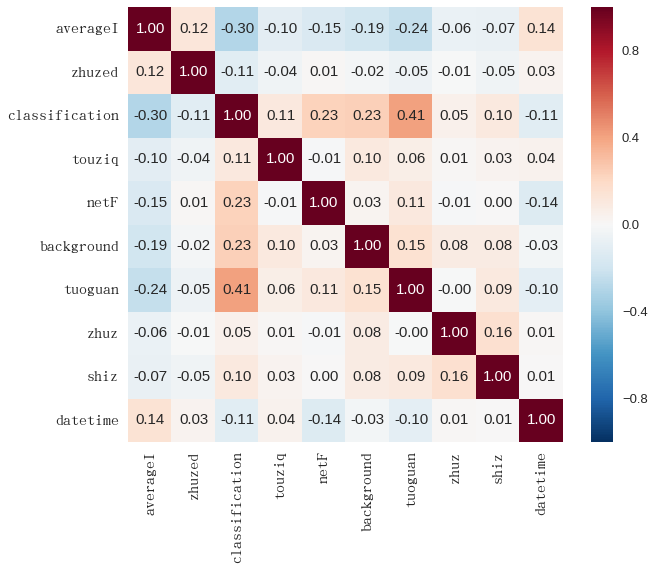 averageI 1.00 0.12 -0.30 -0.10 -0.15 -0.19 -0.24 -0.06 -0.07 0.14
zhuzed 0.12 1.00 -0.11 -0.04 0.01 -0.02 -0.05 -0.01 -0.05 0.03
classification -0.30 -0.11 1.00 0.11 0.23 0.23 0.41 0.05 0.10 -0.11
touziq -0.10 -0.04 0.11 1.00 -0.01 0.10 0.06 0.01 0.03 0.04
netF -0.15 0.01 0.23 -0.01 1.00 0.03 0.11 -0.01 0.00 -0.14
background -0.19 -0.02 0.23 0.10 0.03 1.00 0.15 0.08 0.08 -0.03
tuoguan -0.24 -0.05 0.41 0.06 0.11 0.15 1.00 -0.00 0.09 -0.10
zhuz -0.06 -0.01 0.05 0.01 -0.01 0.08 -0.00 1.00 0.16 0.01
shiz -0.07 -0.05 0.10 0.03 0.00 0.08 0.09 0.16 1.00 0.01
datetime 0.14 0.03 -0.11 0.04 -0.14 -0.03 -0.10 0.01 0.01 1.00
averageI zhuzed classification touziq netF background tuoguan zhuz shiz datetime
0.8
0.4
0.0
−0.4
−0.8